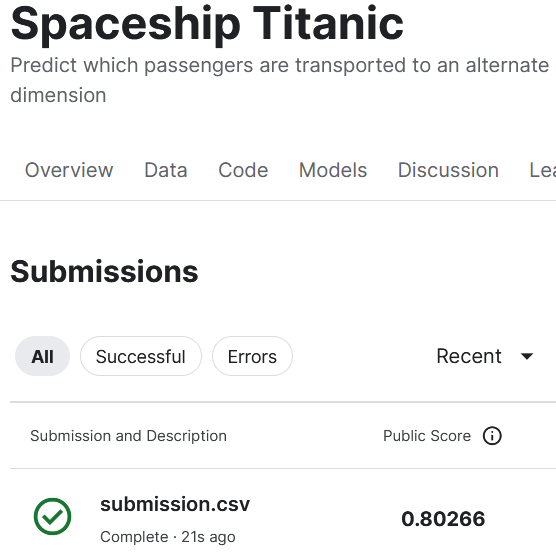 Spaceship Titanic
Predict which passengers are transported to an alternate
dimension
Overview Data Code Models Discussion
Submissions
All Successful Errors Recent
Submission and Description Public Score
submission.csv
0.80266
Complete · 21s ago